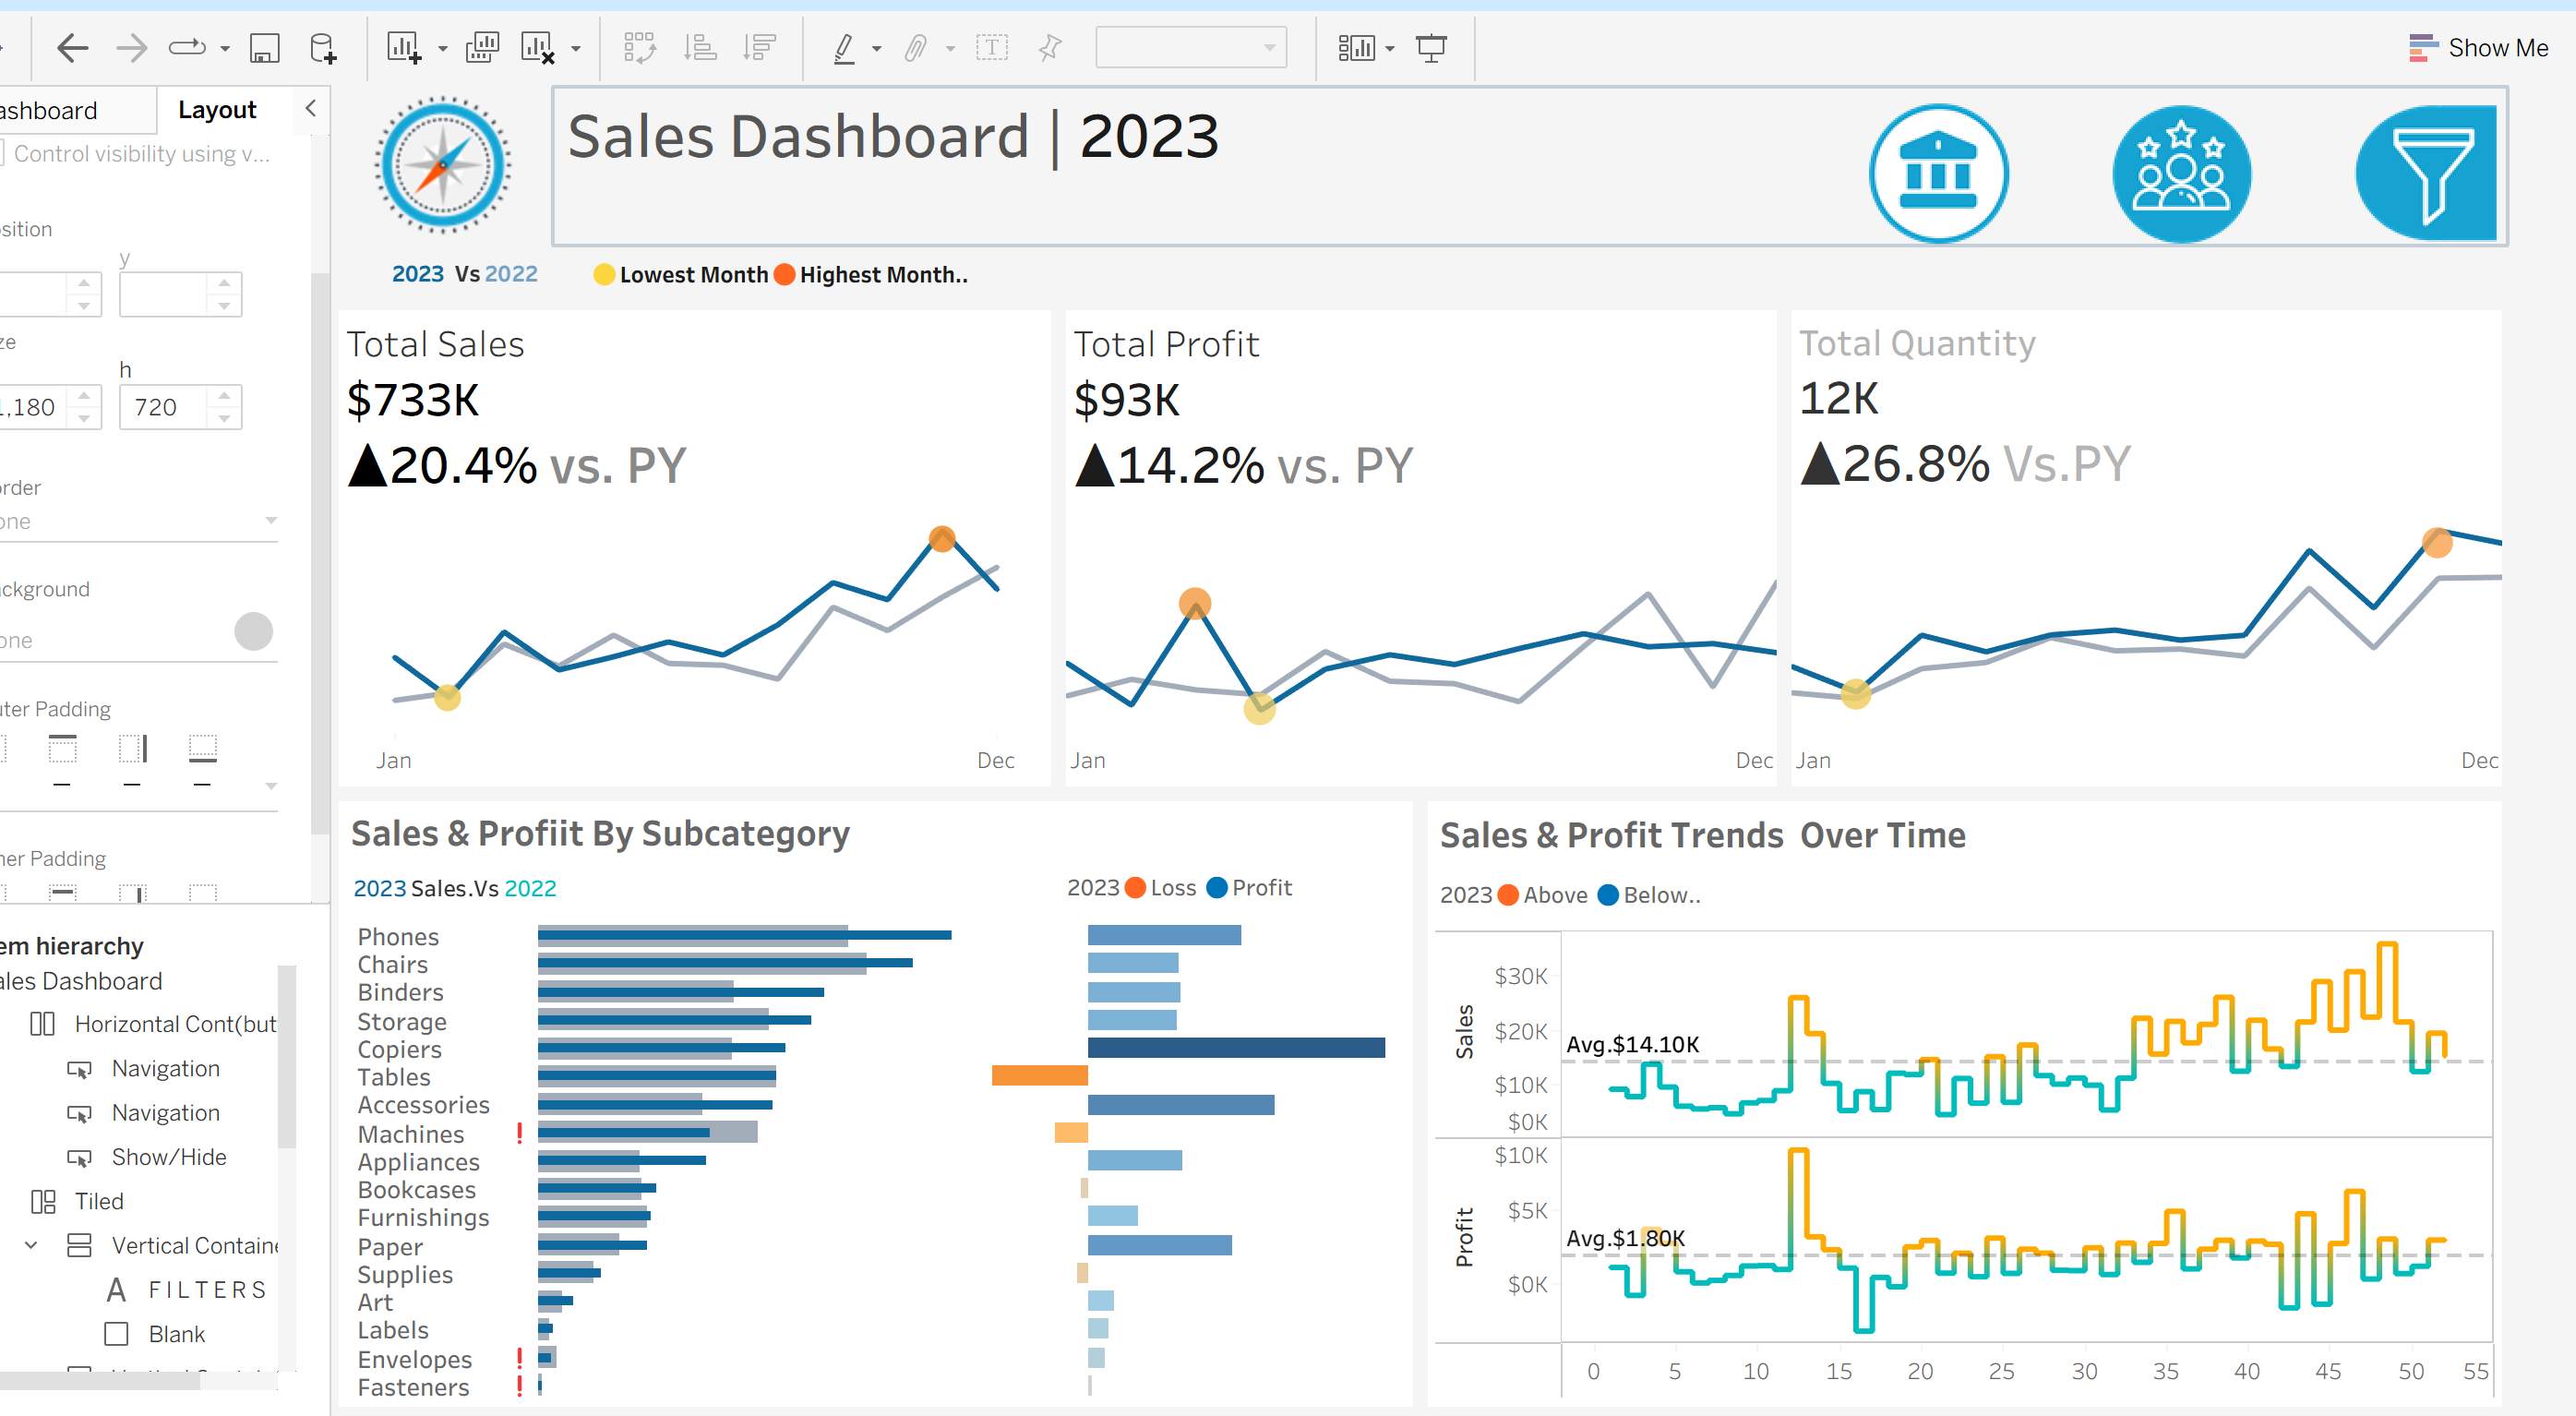 Show Me
ashboard
Layout
Control visibility using v...
sition
y
ze
h
1,180
720
rder
one
ckground
one
uter Padding
ner Padding
em hierarchy
ales Dashboard
Horizontal Cont(but
Navigation
Navigation
Show/Hide
Tiled
Vertical Containe
A FILTERS
Blank
Sales Dashboard | 2023
2023 Vs 2022
Lowest Month Highest Month..
Total Sales
$733K
▲20.4% vs. PY
Jan Dec
Total Profit
$93K
▲14.2% vs. PY
Jan Dec
Total Quantity
12K
▲26.8% Vs.PY
Jan Dec
Sales & Profiit By Subcategory
2023 Sales.Vs 2022
2023 Loss Profit
Phones
Chairs
Binders
Storage
Copiers
Tables
Accessories
Machines !
Appliances
Bookcases
Furnishings
Paper
Supplies
Art
Labels
Envelopes !
Fasteners !
Sales & Profit Trends Over Time
2023 Above Below..
Sales
$30K
$20K
$10K
$0K
Avg.$14.10K
Profit
$10K
$5K
$0K
Avg.$1.80K
0 5 10 15 20 25 30 35 40 45 50 55